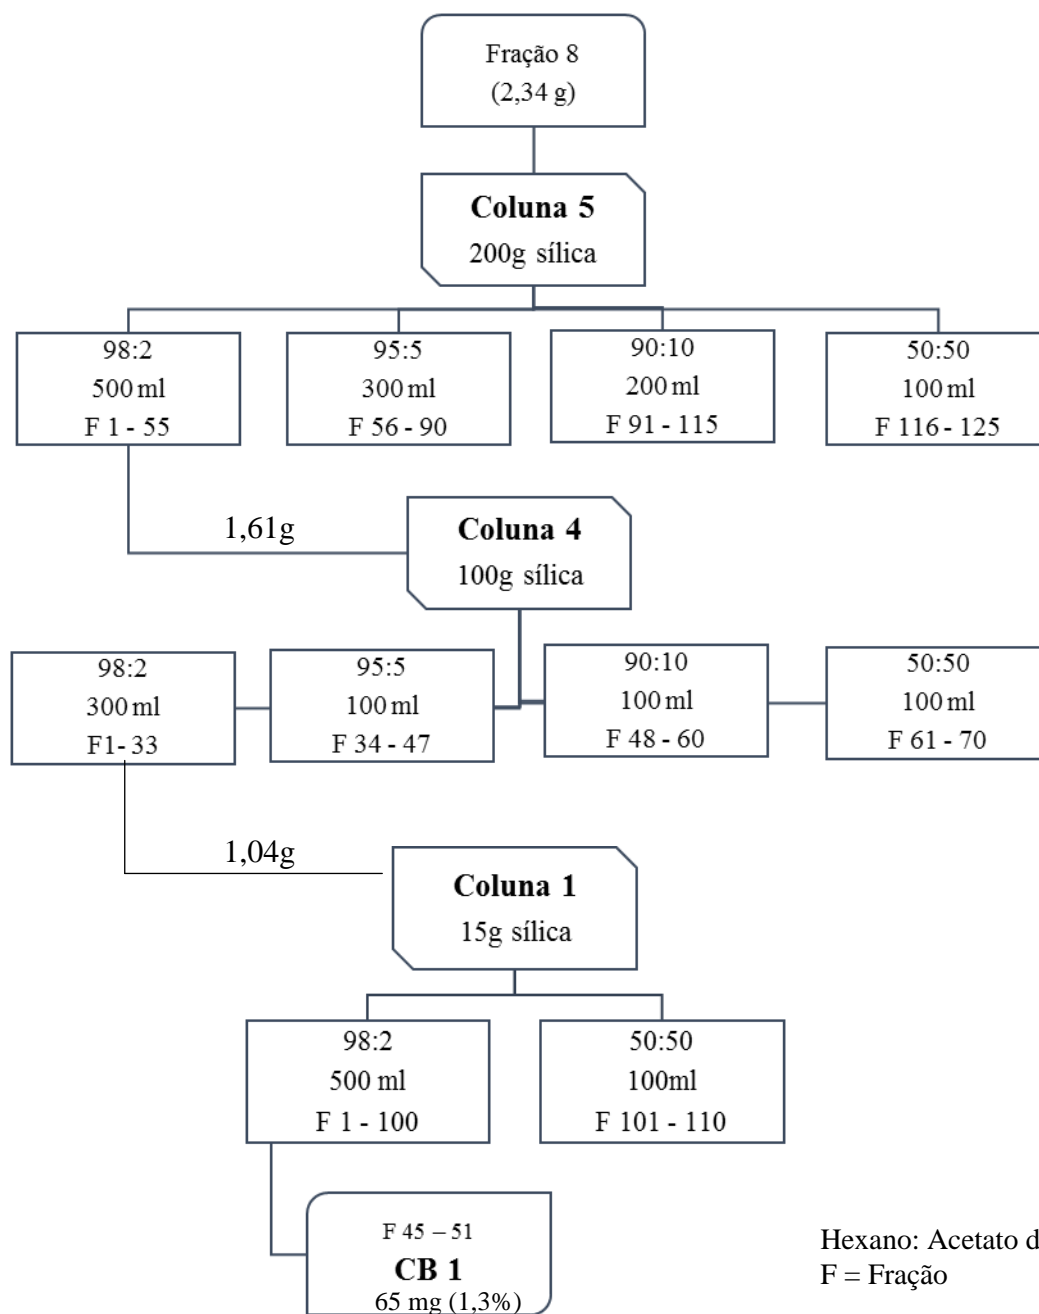 Fração 8
(2,34 g)
Coluna 5
200g sílica
98:2
500 ml
F 1 - 55
95:5
300 ml
F 56 - 90
90:10
200 ml
F 91 - 115
50:50
100 ml
F 116 - 125
1,61g
Coluna 4
100g sílica
98:2
300 ml
F1- 33
95:5
100 ml
F 34 - 47
90:10
100 ml
F 48 - 60
50:50
100 ml
F 61 - 70
1,04g
Coluna 1
15g sílica
98:2
500 ml
F 1 - 100
50:50
100ml
F 101 - 110
F 45 – 51
CB 1
65 mg (1,3%)
Hexano: Acetato d
F = Fração